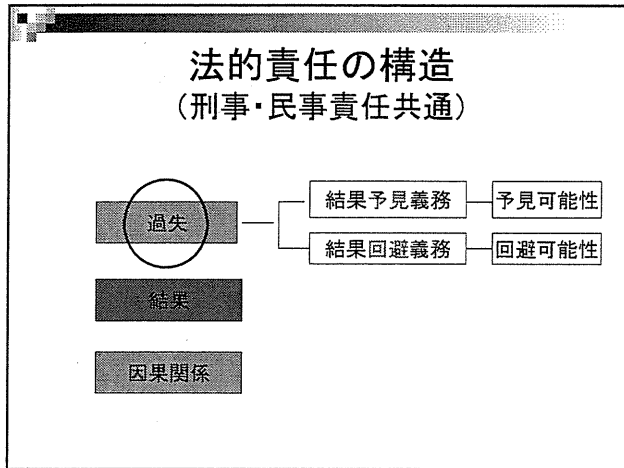 法的責任の構造
(刑事・民事責任共通)
過失
結果予見義務
予見可能性
結果回避義務
回避可能性
結果
因果関係